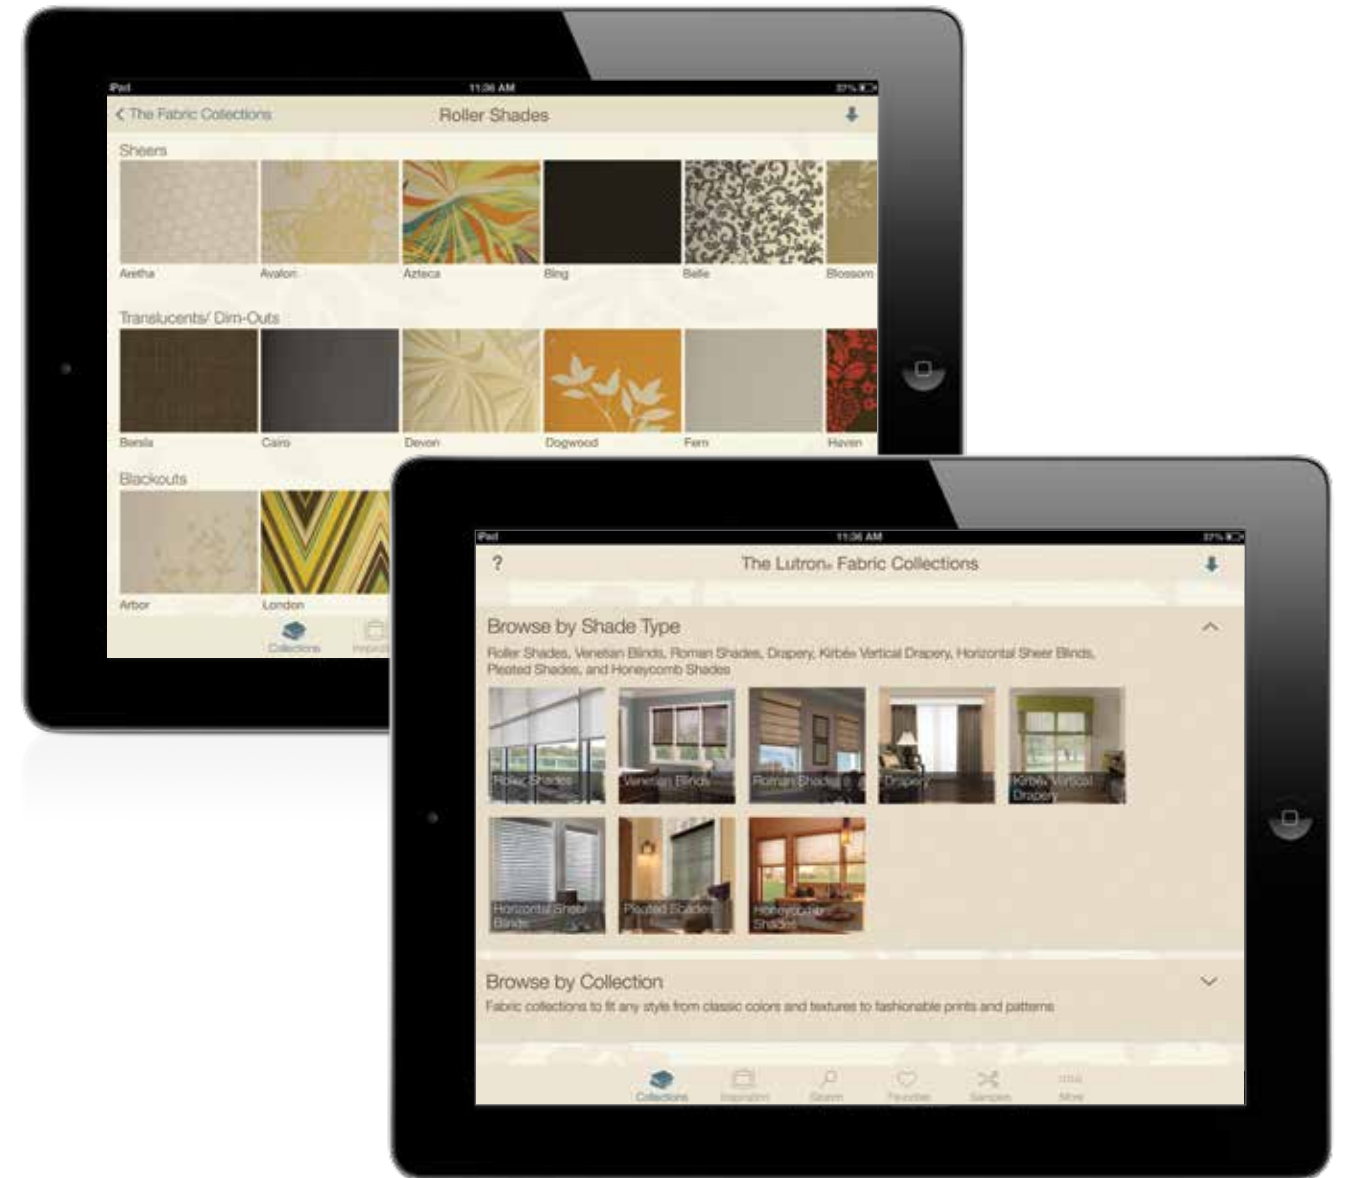 iPad 11:36 AM 37%
The Fabric Collections Roller Shades
Sheers
Aretha Avalon Azteca Bing Belle Blossom
Translucents/ Dim-Outs
Cairo Devon Dogwood Fern Haven
Blackouts
Arbor London
Collections
iPad 11:36 AM 37%
? The Lutron® Fabric Collections
Browse by Shade Type
Roller Shades, Venetian Blinds, Roman Shades, Drapery, Kirbé® Vertical Drapery, Horizontal Sheer Blinds,
Pleated Shades, and Honeycomb Shades
Roller Shades Venetian Blinds Roman Shades Drapery Kirbé® Vertical
Drapery
Horizontal Sheer Pleated Shades Honeycomb
Blinds Shades
Browse by Collection
Fabric collections to fit any style from classic colors and textures to fashionable prints and patterns
Collections Inspiration Search Favorites Samples More